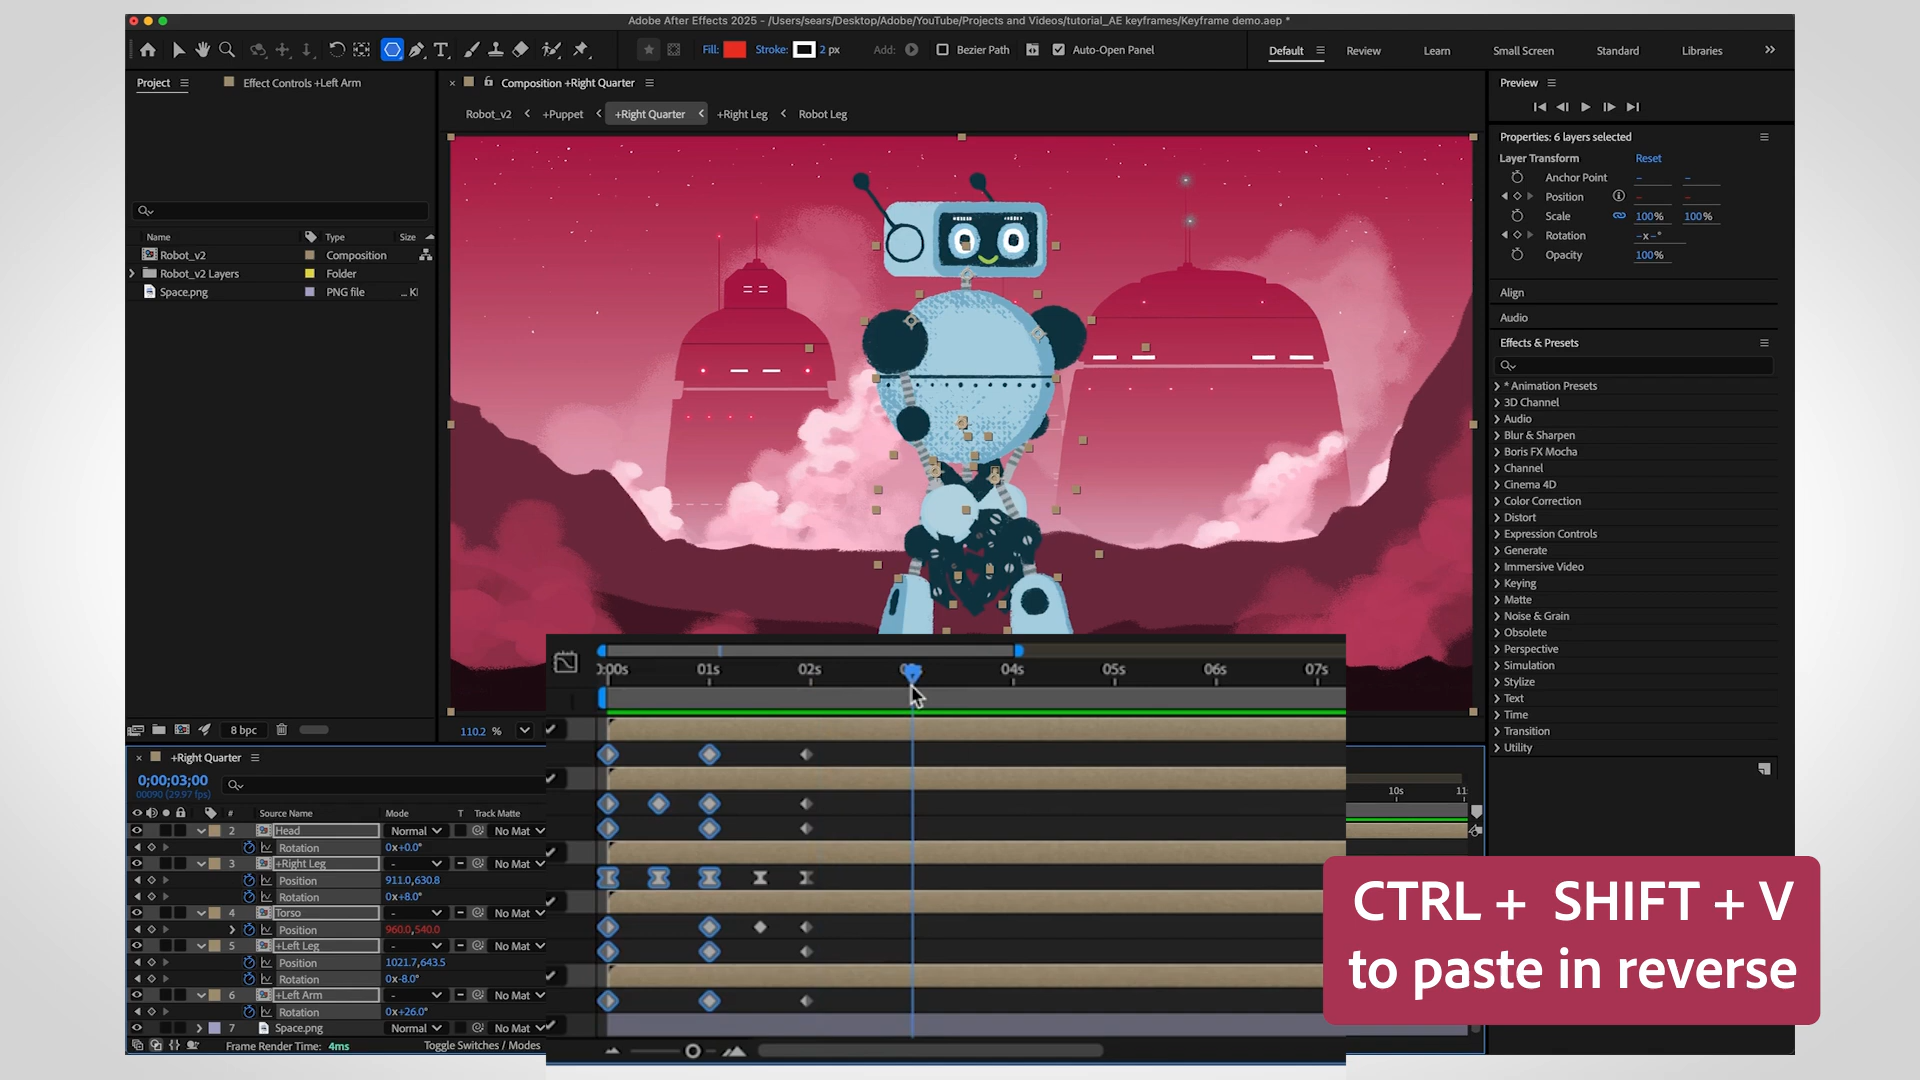 Adobe After Effects 2025 - /Users/sears/Desktop/Adobe/YouTube/Projects and Videos/tutorial_AE keyframes/Keyframe demo.aep *
Fill: Stroke: 2 px Add: Bezier Path Auto-Open Panel
Default Review Learn Small Screen Standard Libraries
Project Effect Controls +Left Arm
Composition +Right Quarter
Robot_v2 +Puppet +Right Quarter +Right Leg Robot Leg
Name Type Size
Robot_v2 Composition
Robot_v2 Layers Folder
Space.png PNG file ... KI
8 bpc
110.2 %
Preview
Properties: 6 layers selected
Layer Transform Reset
Anchor Point - -
Position - -
Scale 100% 100%
Rotation -x-°
Opacity 100%
Align
Audio
Effects & Presets
* Animation Presets
3D Channel
Audio
Blur & Sharpen
Boris FX Mocha
Channel
Cinema 4D
Color Correction
Distort
Expression Controls
Generate
Immersive Video
Keying
Matte
Noise & Grain
Obsolete
Perspective
Simulation
Stylize
Text
Time
Transition
Utility
+Right Quarter
0;00;03;00
00090 (29.97 fps)
# Source Name Mode T Track Matte
2 Head Normal No Mat
Rotation 0x+0.0°
3 +Right Leg - No Mat
Position 911.0,630.8
Rotation 0x+8.0°
4 Torso - No Mat
Position 960.0,540.0
5 +Left Leg - No Mat
Position 1021.7,643.5
Rotation 0x-8.0°
6 +Left Arm - No Mat
Rotation 0x+26.0°
7 Space.png Normal No Mat
Frame Render Time: 4ms Toggle Switches / Modes
0:00s 01s 02s 04s 05s 06s 07s
10s 11
CTRL + SHIFT + V
to paste in reverse